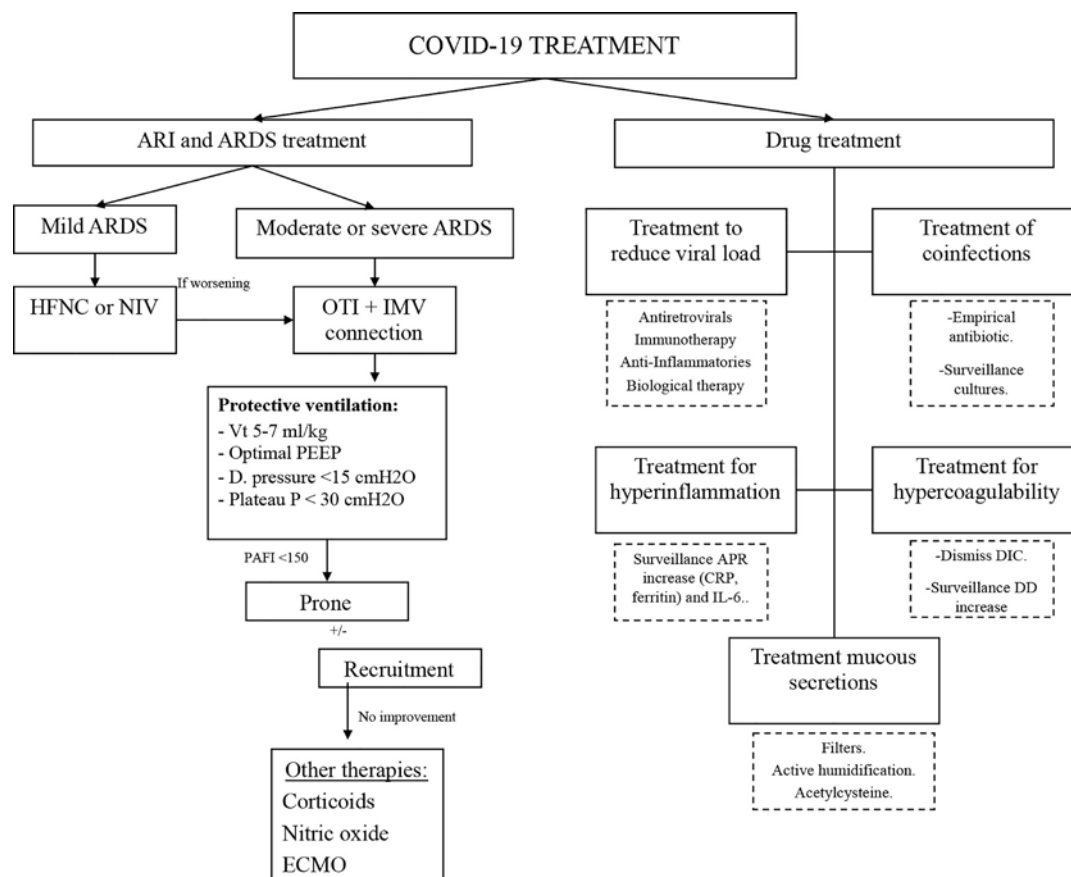 COVID-19 TREATMENT
ARI and ARDS treatment
Mild ARDS
Moderate or severe ARDS
HFNC or NIV
If worsening
OTI + IMV
connection
Protective ventilation:
- Vt 5-7 ml/kg
- Optimal PEEP
- D. pressure <15 cmH2O
- Plateau P < 30 cmH2O
PAFI <150
Prone
+/-
Recruitment
No improvement
Other therapies:
Corticoids
Nitric oxide
ECMO
Drug treatment
Treatment to
reduce viral load
Antiretrovirals
Immunotherapy
Anti-Inflammatories
Biological therapy
Treatment of
coinfections
-Empirical
antibiotic.
-Surveillance
cultures.
Treatment for
hyperinflammation
Surveillance APR
increase (CRP,
ferritin) and IL-6..
Treatment for
hypercoagulability
-Dismiss DIC.
-Surveillance DD
increase
Treatment mucous
secretions
Filters.
Active humidification.
Acetylcysteine.